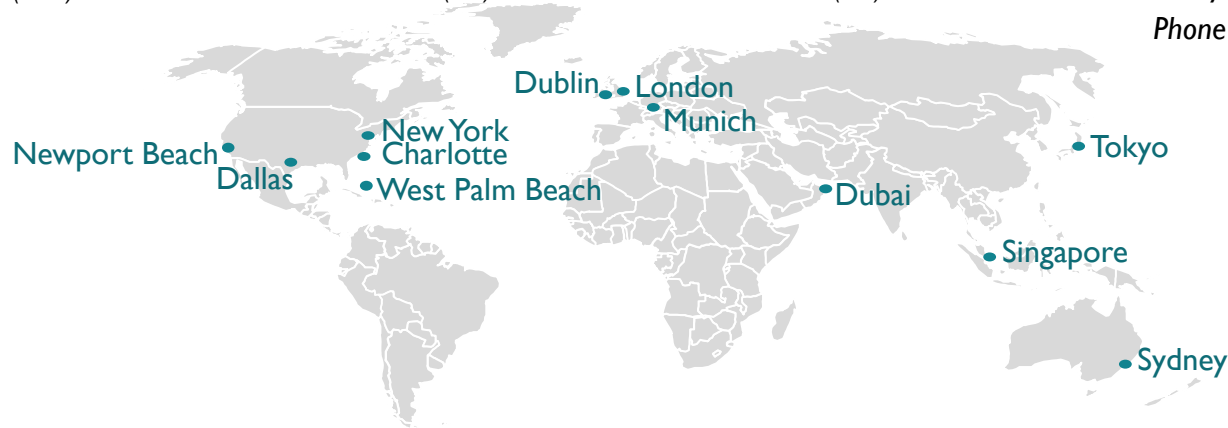 Phone
Dublin
London
Munich
New York
Newport Beach
Charlotte
Tokyo
Dallas
West Palm Beach
Dubai
Singapore
Sydney